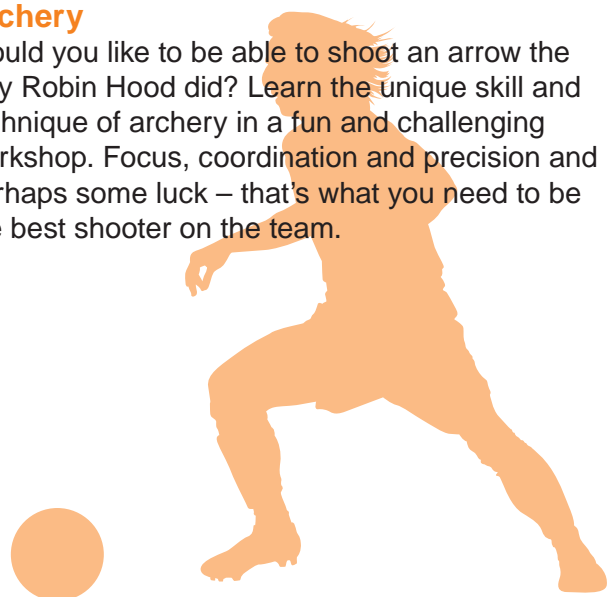 chery
ould you like to be able to shoot an arrow the
y Robin Hood did? Learn the unique skill and
chnique of archery in a fun and challenging
rkshop. Focus, coordination and precision and
rhaps some luck – that’s what you need to be
e best shooter on the team.